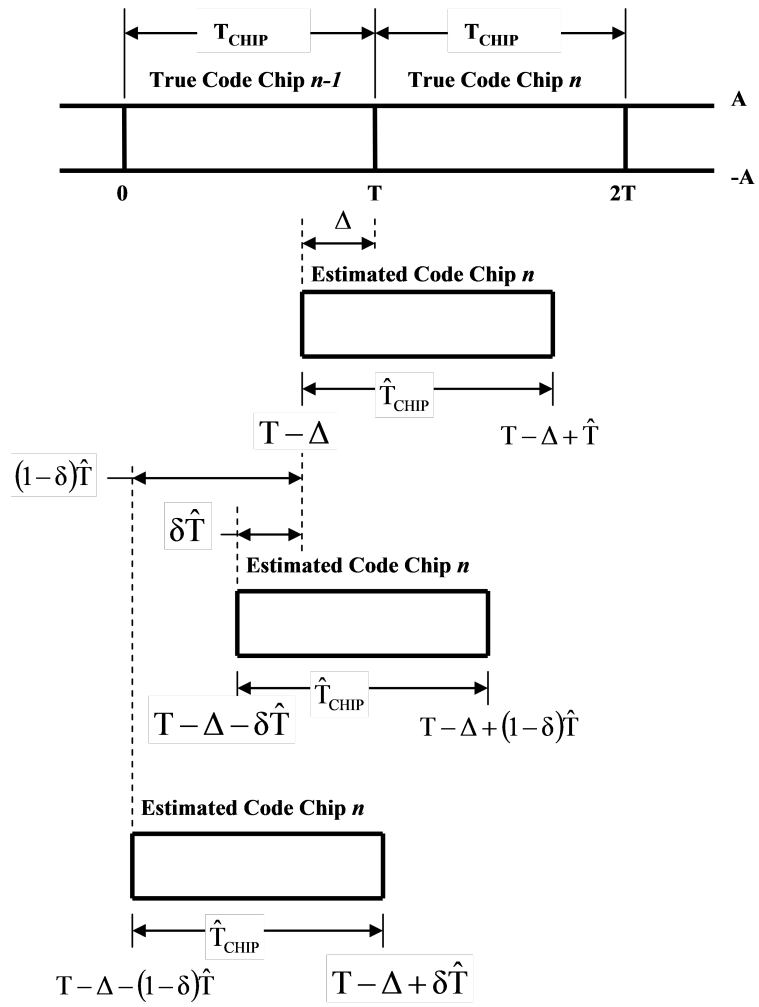 T_CHIP T_CHIP
True Code Chip n-1 True Code Chip n
A
-A
0 T 2T
Δ
Estimated Code Chip n
T̂_CHIP
T − Δ T − Δ + T̂
(1−δ)T̂
δT̂
Estimated Code Chip n
T̂_CHIP
T − Δ − δT̂ T − Δ + (1−δ)T̂
Estimated Code Chip n
T̂_CHIP
T − Δ − (1−δ)T̂ T − Δ + δT̂